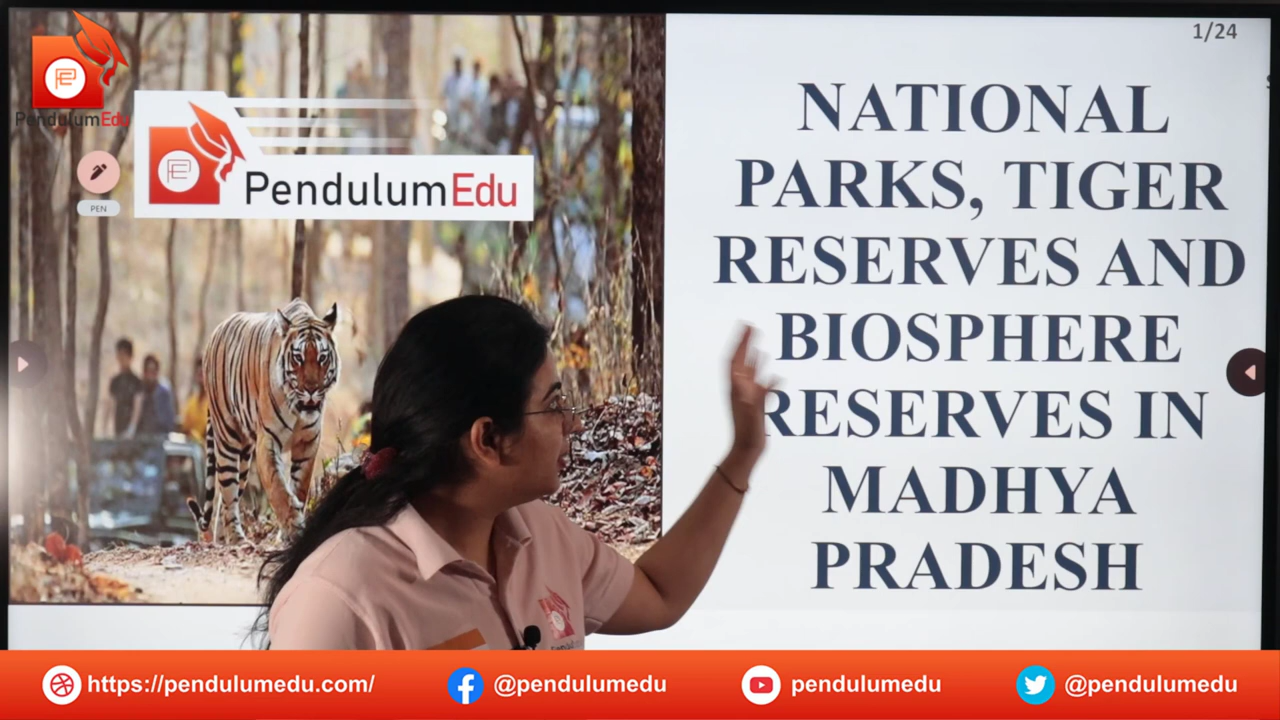 1/24
PendulumEdu
PEN
PendulumEdu
NATIONAL
PARKS, TIGER
RESERVES AND
BIOSPHERE
RESERVES IN
MADHYA
PRADESH
https://pendulumedu.com/
@pendulumedu
pendulumedu
@pendulumedu